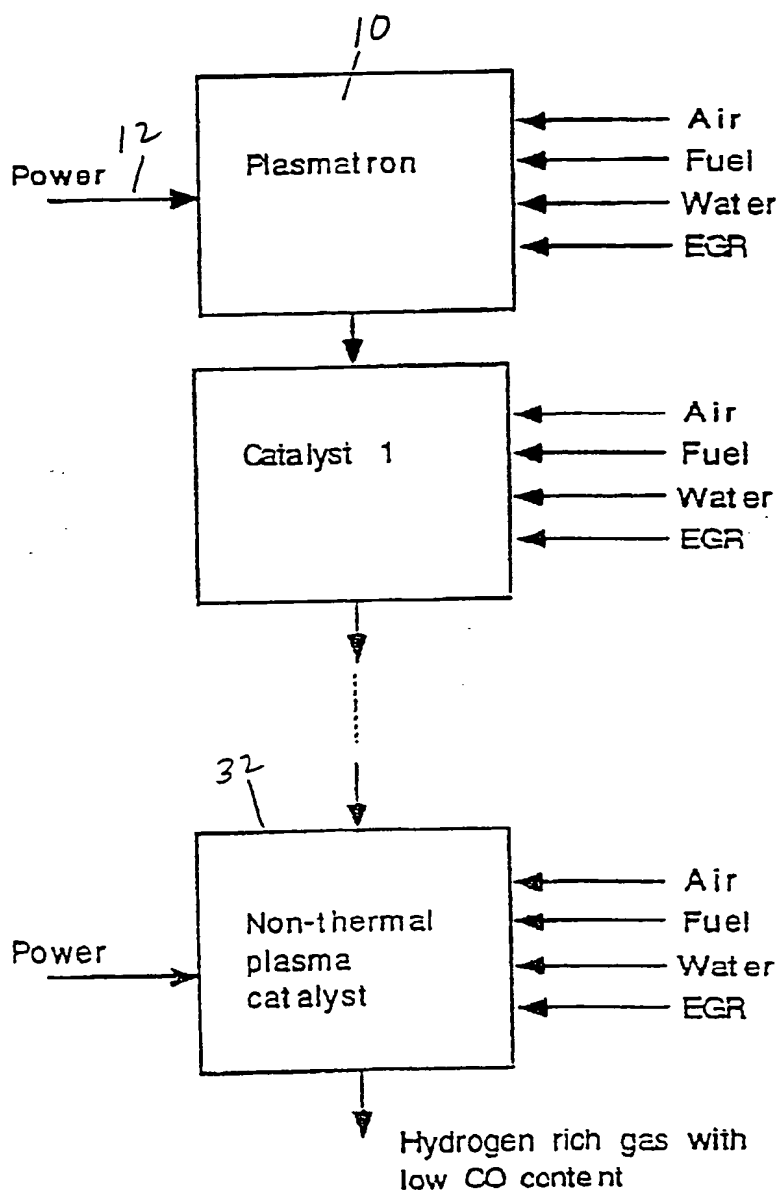 10
12
Power
Plasmatron
Air
Fuel
Water
EGR
Catalyst 1
Air
Fuel
Water
EGR
32
Power
Non-thermal
plasma
catalyst
Air
Fuel
Water
EGR
Hydrogen rich gas with
low CO content